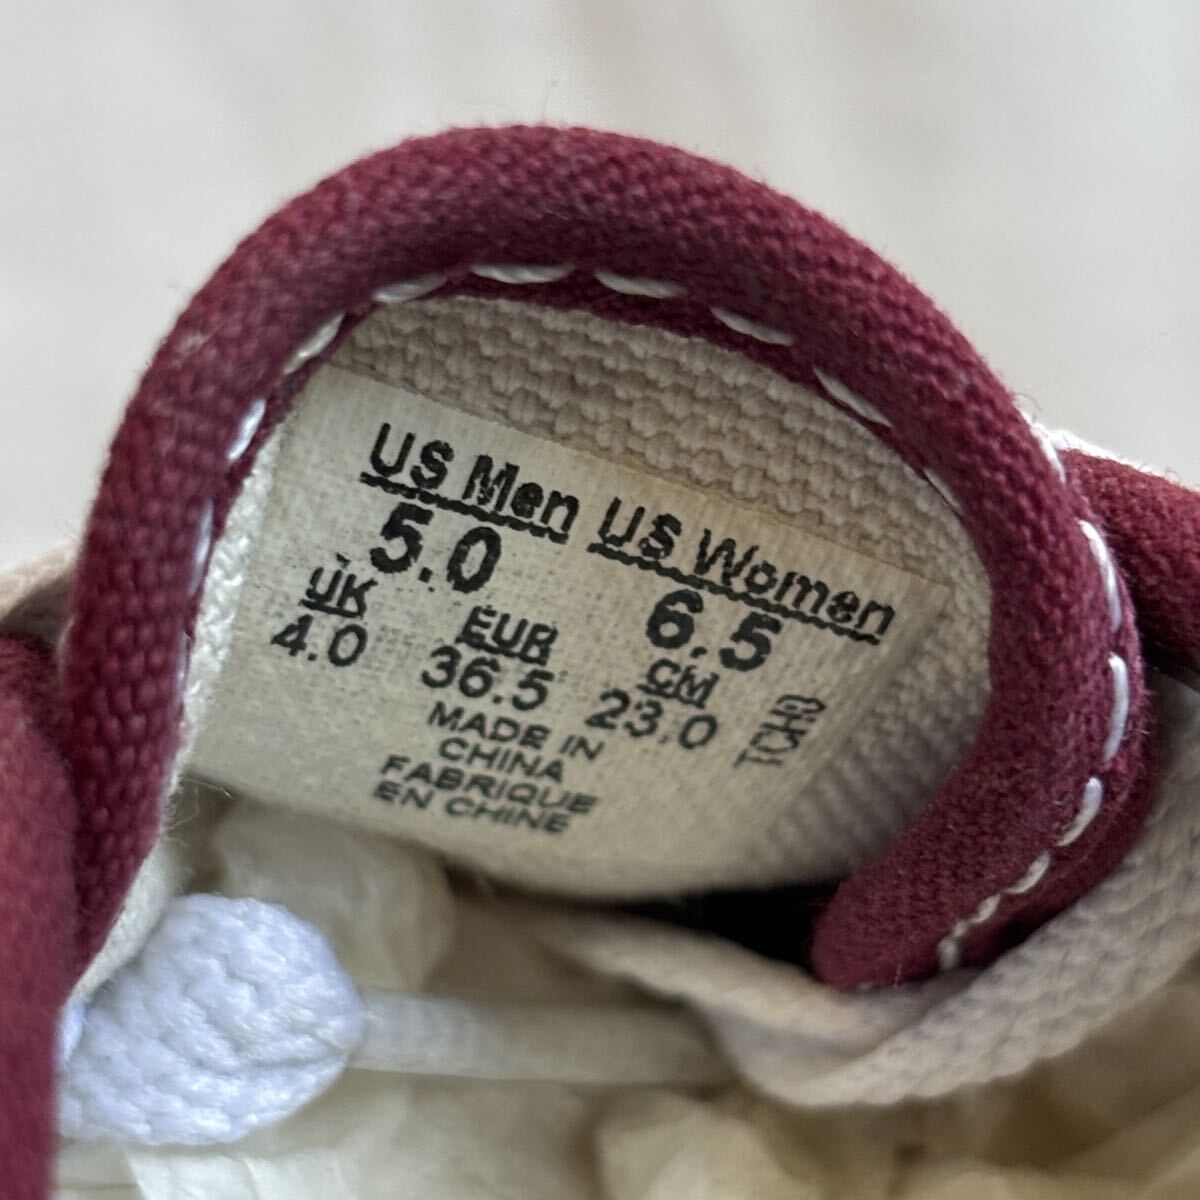 US Men US Women
5.0 6.5
UK EUR CM
4.0 36.5 23.0
MADE IN
CHINA
FABRIQUE
EN CHINE
TCHD